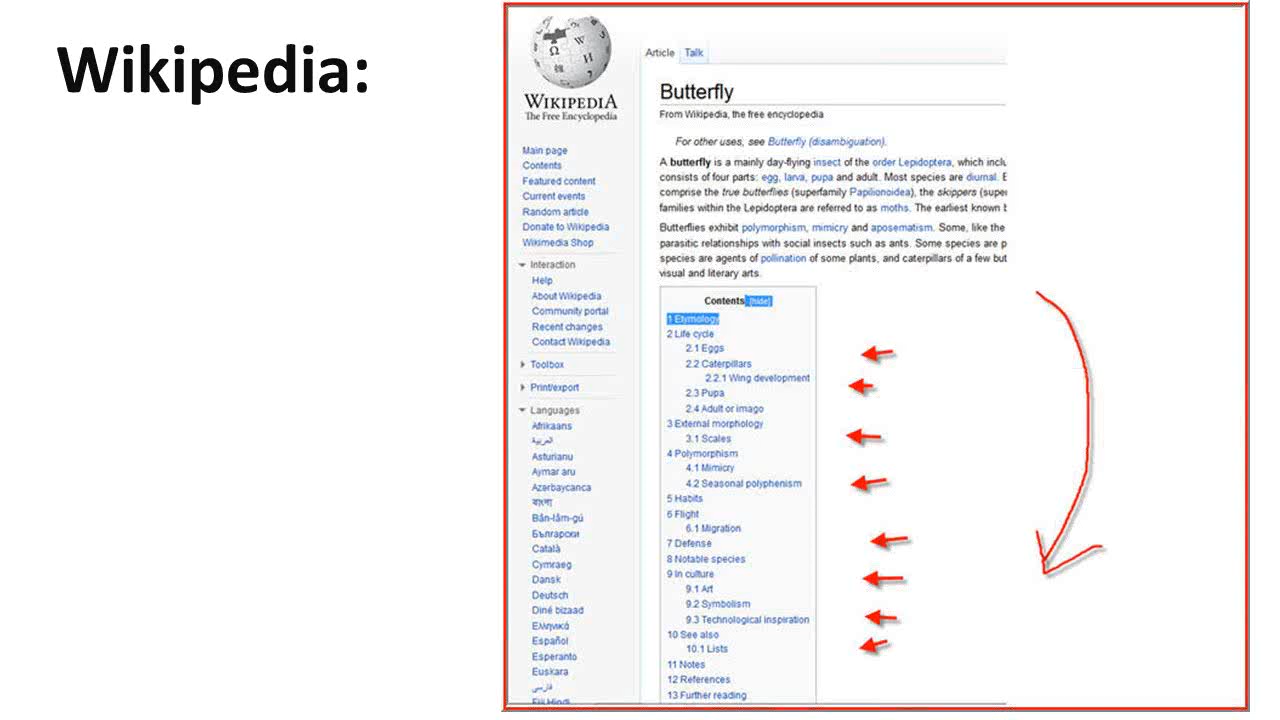 Wikipedia:
WIKIPEDIA
The Free Encyclopedia
Main page
Contents
Featured content
Current events
Random article
Donate to Wikipedia
Wikimedia Shop
Interaction
Help
About Wikipedia
Community portal
Recent changes
Contact Wikipedia
Toolbox
Print/export
Languages
Afrikaans
العربية
Asturianu
Aymar aru
Azərbaycanca
বাংলা
Bân-lâm-gú
Български
Català
Cymraeg
Dansk
Deutsch
Diné bizaad
Ελληνικά
Español
Esperanto
Euskara
فارسی
Fiji Hindi
Article Talk
Butterfly
From Wikipedia, the free encyclopedia
For other uses, see Butterfly (disambiguation).
A butterfly is a mainly day-flying insect of the order Lepidoptera, which
consists of four parts: egg, larva, pupa and adult. Most species are diurnal.
comprise the true butterflies (superfamily Papilionoidea), the skippers
families within the Lepidoptera are referred to as moths. The earliest known
Butterflies exhibit polymorphism, mimicry and aposematism. Some, like the
parasitic relationships with social insects such as ants. Some species are
species are agents of pollination of some plants, and caterpillars of a few
visual and literary arts.
Contents [hide]
1 Etymology
2 Life cycle
2.1 Eggs
2.2 Caterpillars
2.2.1 Wing development
2.3 Pupa
2.4 Adult or imago
3 External morphology
3.1 Scales
4 Polymorphism
4.1 Mimicry
4.2 Seasonal polyphenism
5 Habits
6 Flight
6.1 Migration
7 Defense
8 Notable species
9 In culture
9.1 Art
9.2 Symbolism
9.3 Technological inspiration
10 See also
10.1 Lists
11 Notes
12 References
13 Further reading